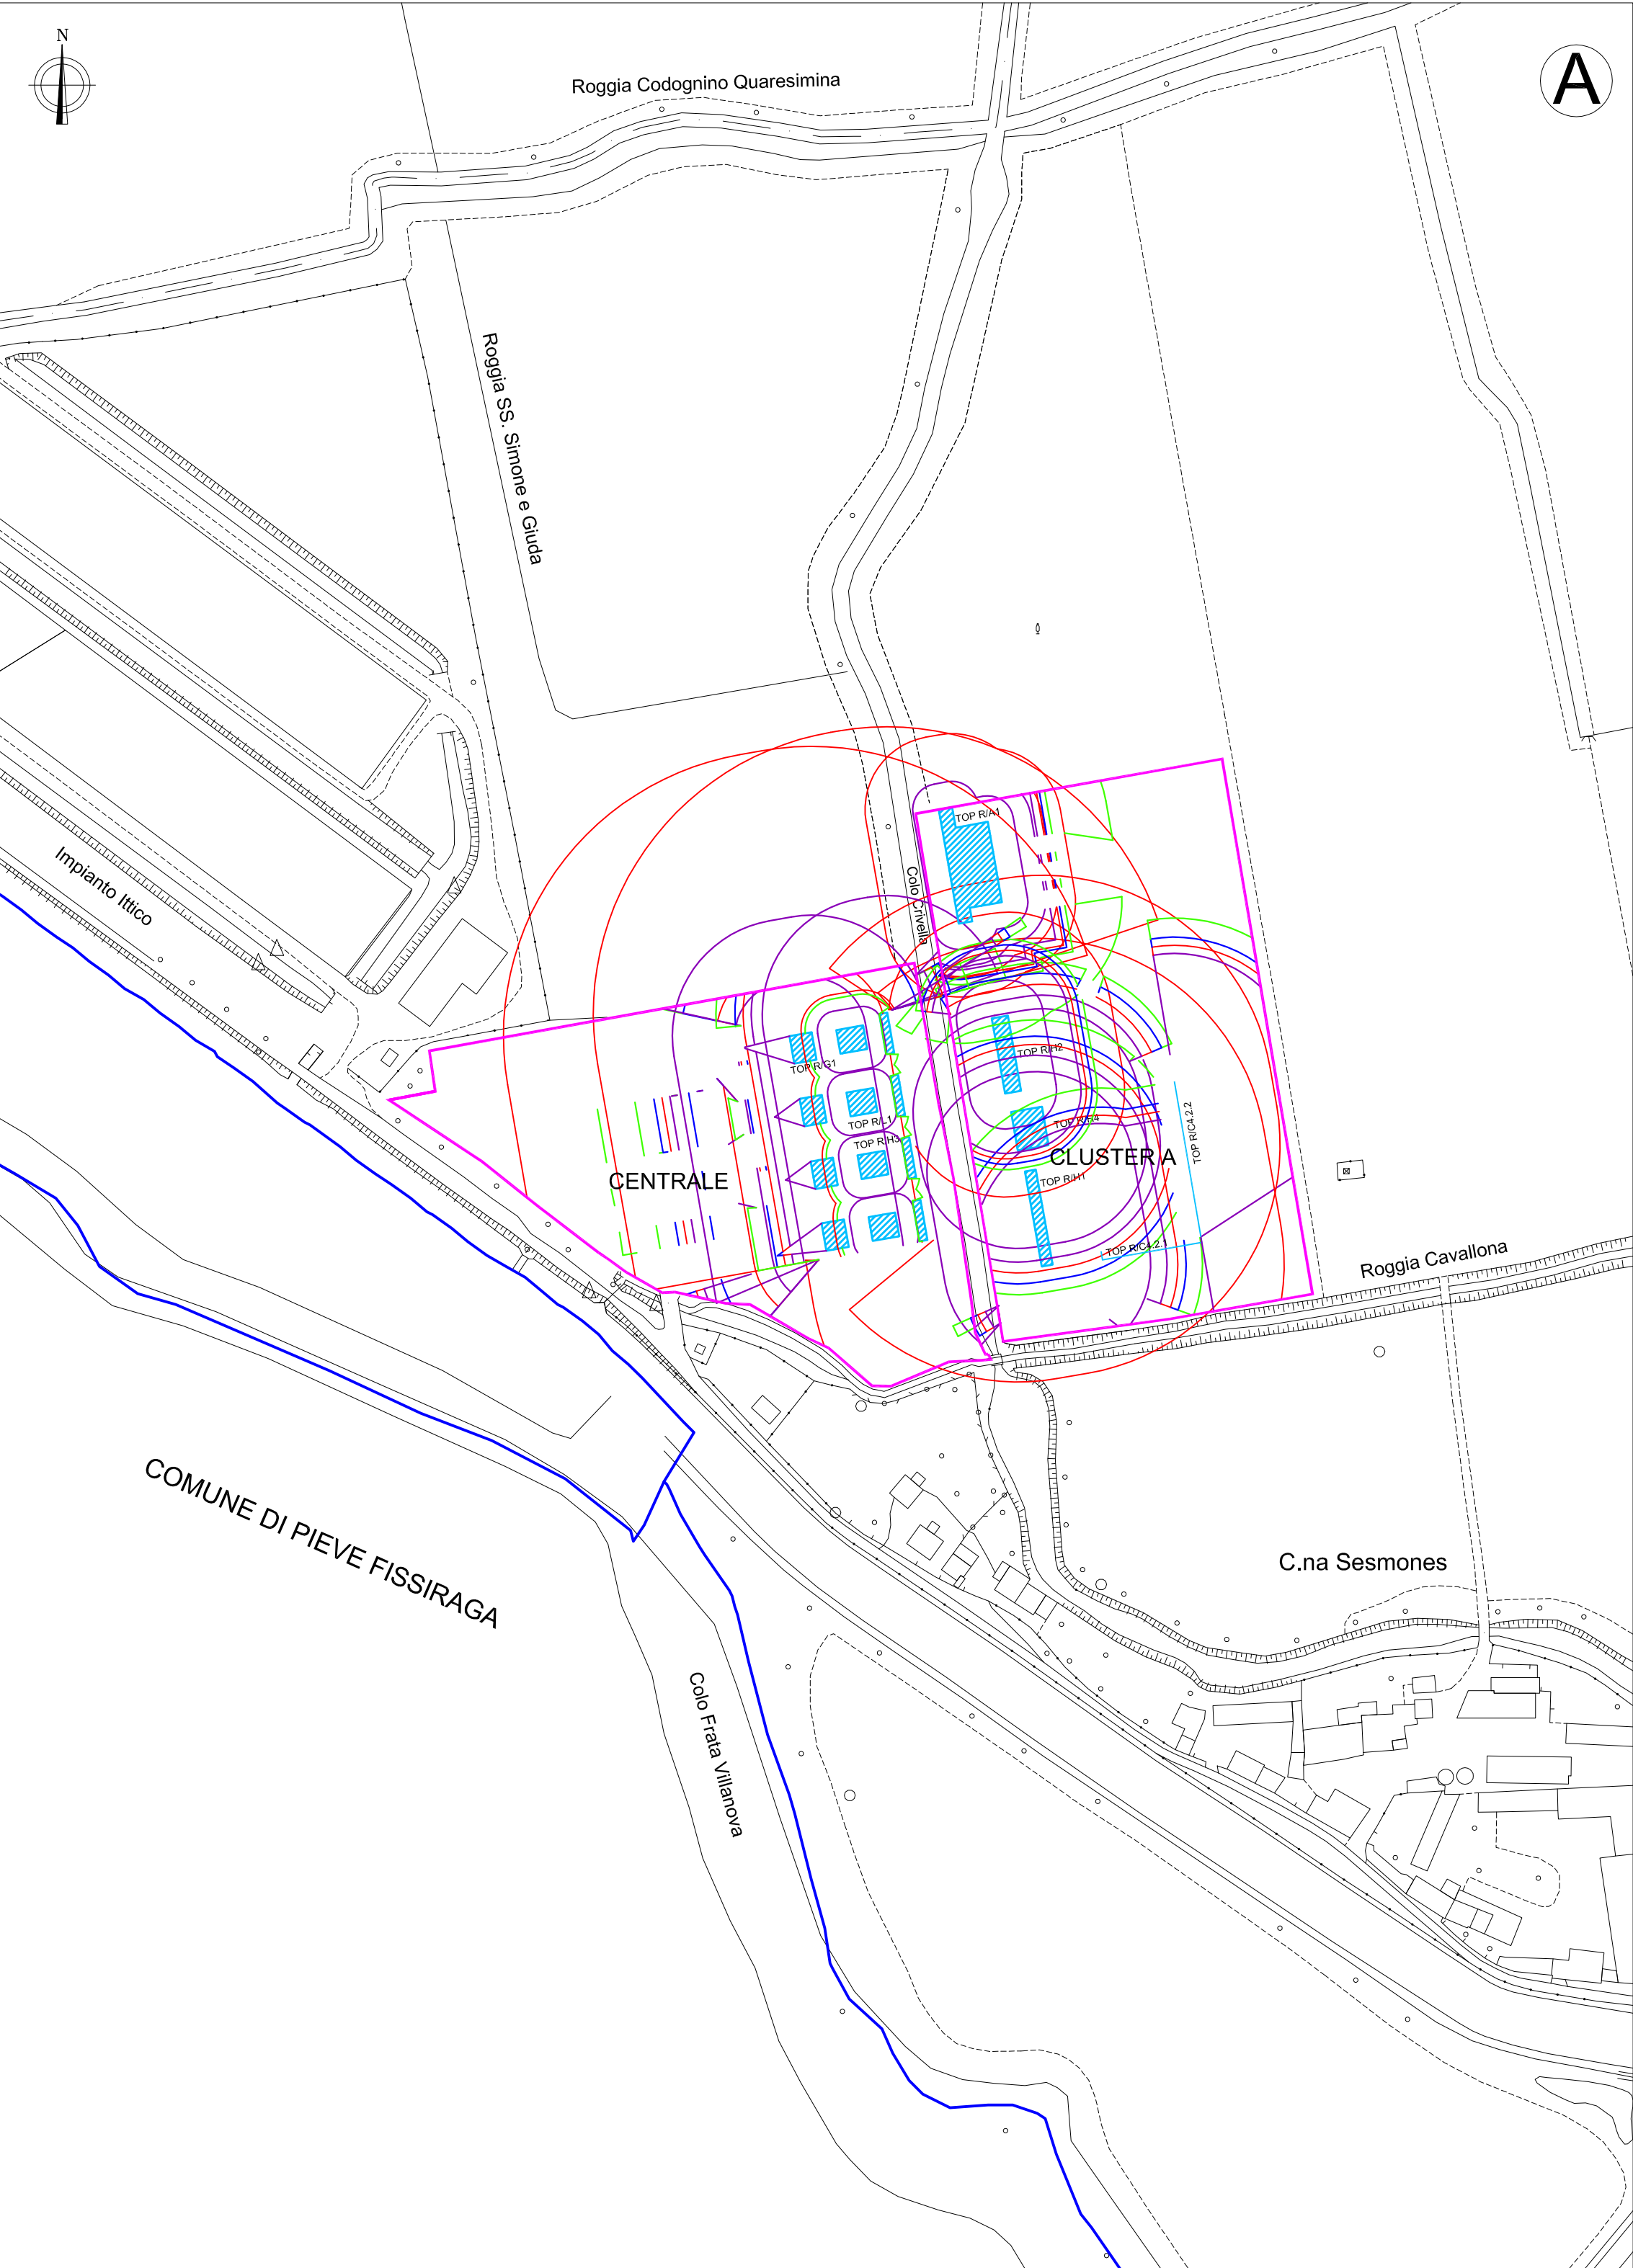 N
A
Roggia Codognino Quaresimina
Roggia SS. Simone e Giuda
Impianto Ittico
Colo Crivella
TOP R/A1
TOP R/G1
TOP R/H2
TOP R/L1
TOP R/H3
TOP R/H4
CENTRALE
CLUSTER A
TOP R/H1
TOP R/C4.2.2
TOP R/C4.2.1
Roggia Cavallona
COMUNE DI PIEVE FISSIRAGA
C.na Sesmones
Colo Frata Villanova